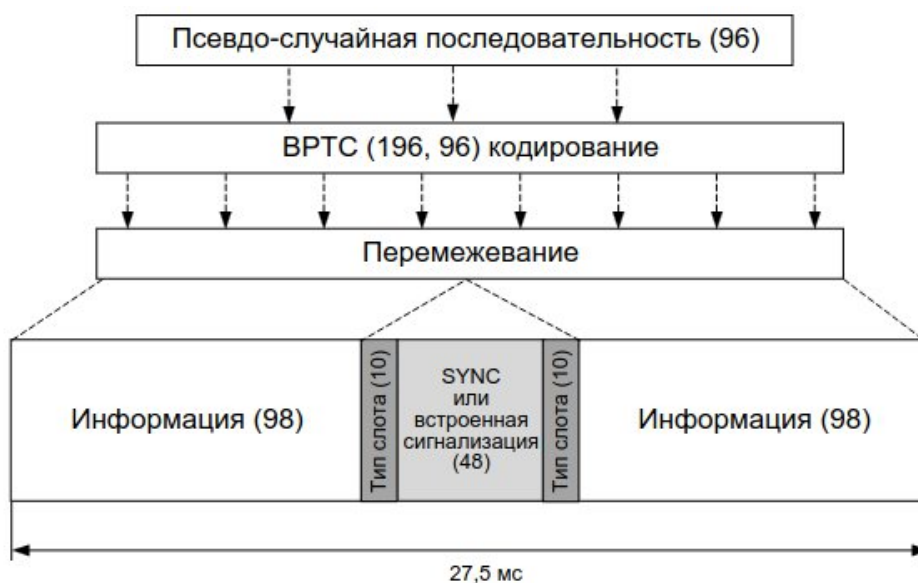 Псевдо-случайная последовательность (96)
BPTC (196, 96) кодирование
Перемежевание
Информация (98)
Тип слота (10)
SYNC
или
встроенная
сигнализация
(48)
Тип слота (10)
Информация (98)
27,5 мс